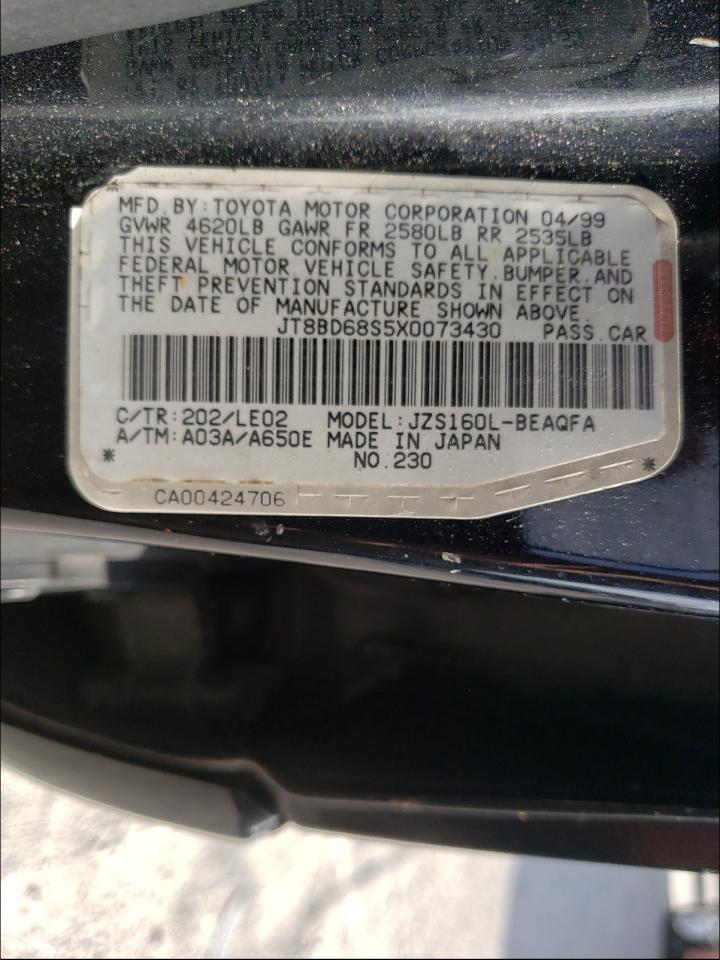 MFD. BY: TOYOTA MOTOR CORPORATION 04/99
GVWR 4620LB GAWR FR 2580LB RR 2535LB
THIS VEHICLE CONFORMS TO ALL APPLICABLE
FEDERAL MOTOR VEHICLE SAFETY, BUMPER, AND
THEFT PREVENTION STANDARDS IN EFFECT ON
THE DATE OF MANUFACTURE SHOWN ABOVE.
JT8BD68S5X0073430 PASS. CAR
C/TR: 202/LE02 MODEL: JZS160L-BEAQFA
A/TM: A03A/A650E MADE IN JAPAN
* NO. 230 *
CA00424706